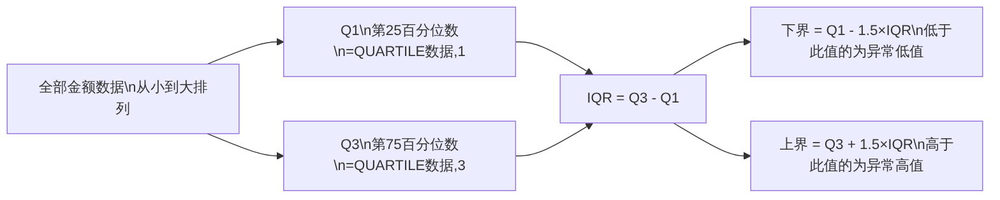 全部金额数据\n从小到大排
列
Q1\n第25百分位数
\n=QUARTILE数据,1
Q3\n第75百分位数
\n=QUARTILE数据,3
IQR = Q3 - Q1
下界 = Q1 - 1.5×IQR\n低于
此值的为异常低值
上界 = Q3 + 1.5×IQR\n高于
此值的为异常高值